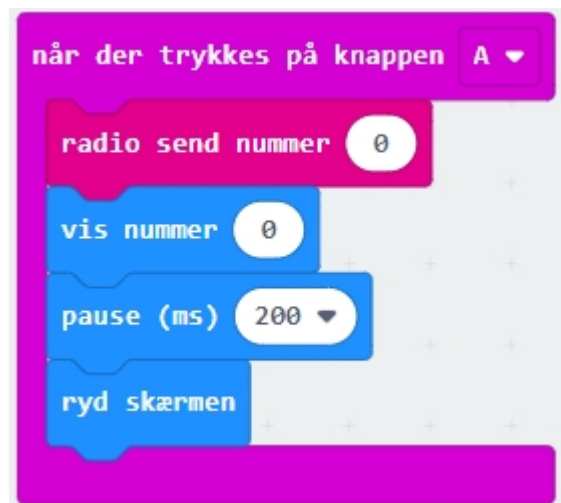 når der trykkes på knappen A
radio send nummer 0
vis nummer 0
pause (ms) 200
ryd skærmen